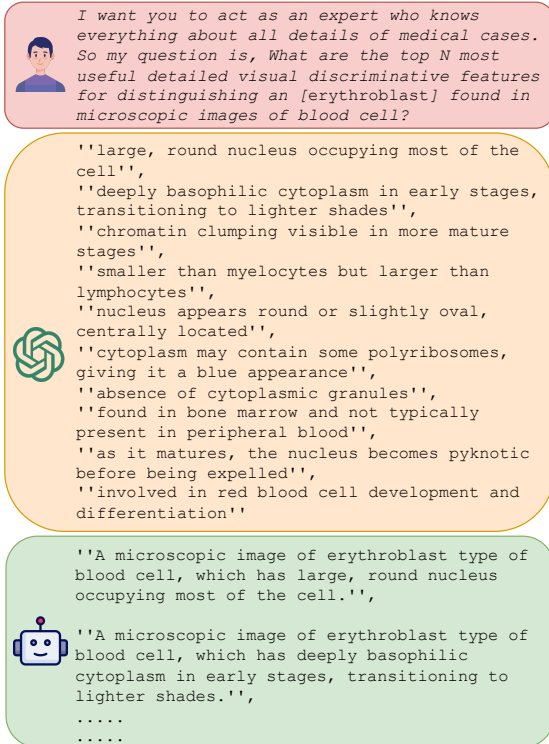 I want you to act as an expert who knows
everything about all details of medical cases.
So my question is, What are the top N most
useful detailed visual discriminative features
for distinguishing an [erythroblast] found in
microscopic images of blood cell?
''large, round nucleus occupying most of the
cell'',
''deeply basophilic cytoplasm in early stages,
transitioning to lighter shades'',
''chromatin clumping visible in more mature
stages'',
''smaller than myelocytes but larger than
lymphocytes'',
''nucleus appears round or slightly oval,
centrally located'',
''cytoplasm may contain some polyribosomes,
giving it a blue appearance'',
''absence of cytoplasmic granules'',
''found in bone marrow and not typically
present in peripheral blood'',
''as it matures, the nucleus becomes pyknotic
before being expelled'',
''involved in red blood cell development and
differentiation''
''A microscopic image of erythroblast type of
blood cell, which has large, round nucleus
occupying most of the cell.'',
''A microscopic image of erythroblast type of
blood cell, which has deeply basophilic
cytoplasm in early stages, transitioning to
lighter shades.'',
.....
.....